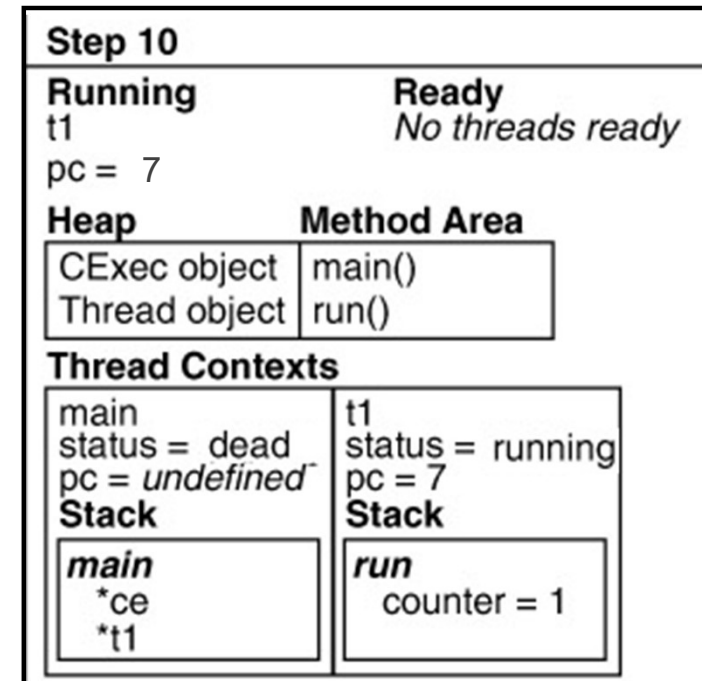 Step 10
Running Ready
t1 No threads ready
pc = 7
Heap Method Area
CExec object main()
Thread object run()
Thread Contexts
main t1
status = dead status = running
pc = undefined pc = 7
Stack Stack
main run
*ce counter = 1
*t1